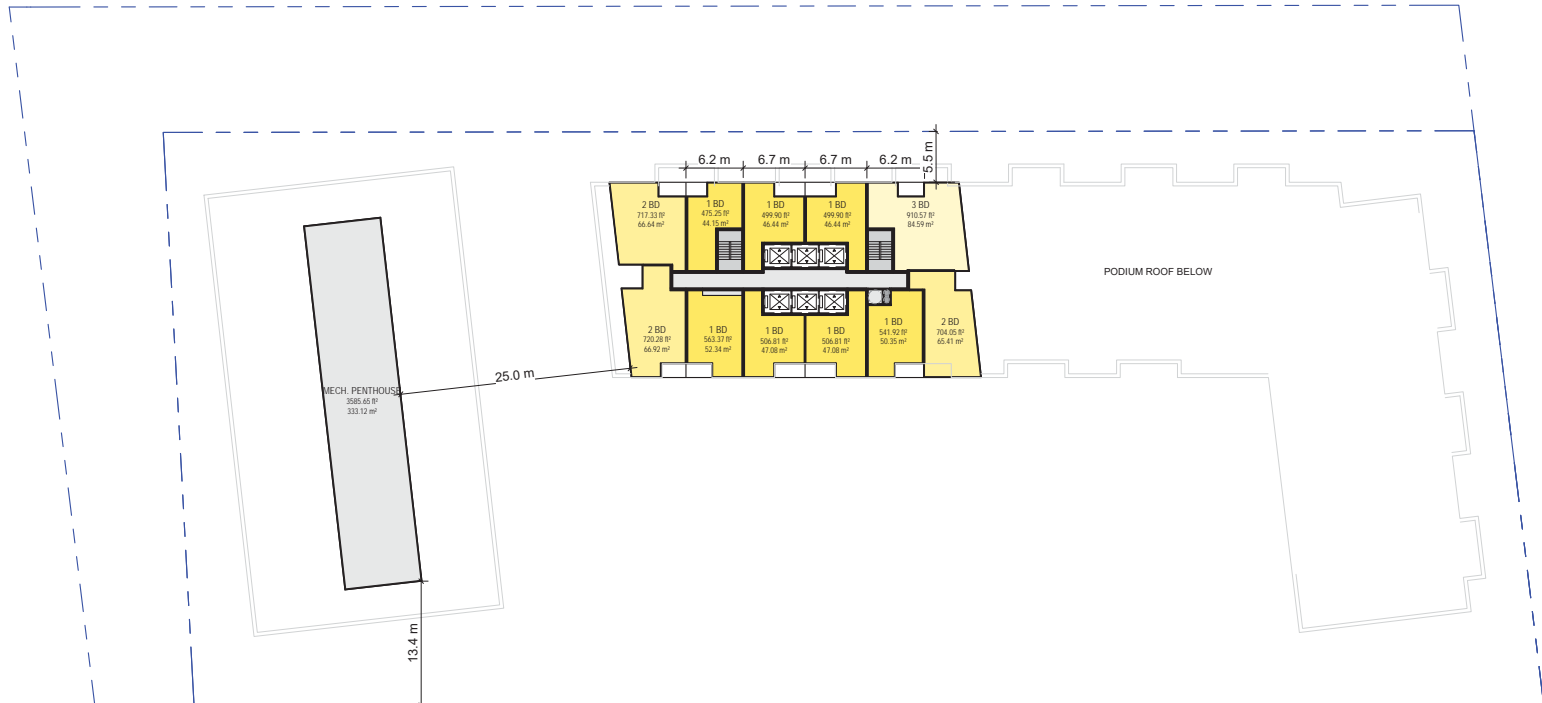 6.2 m
6.7 m
6.7 m
6.2 m
5.5 m
2 BD
717.33 ft²
66.64 m²
1 BD
475.25 ft²
44.15 m²
1 BD
499.90 ft²
46.44 m²
1 BD
499.90 ft²
46.44 m²
3 BD
910.57 ft²
84.59 m²
PODIUM ROOF BELOW
2 BD
720.28 ft²
66.92 m²
1 BD
563.37 ft²
52.34 m²
1 BD
506.81 ft²
47.08 m²
1 BD
506.81 ft²
47.08 m²
1 BD
541.92 ft²
50.35 m²
2 BD
704.05 ft²
65.41 m²
25.0 m
MECH. PENTHOUSE
3585.65 ft²
333.12 m²
13.4 m